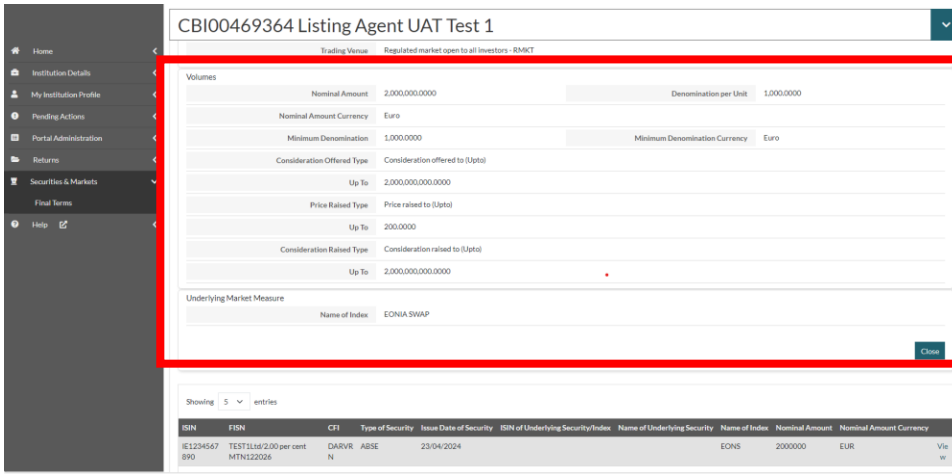 CBI00469364 Listing Agent UAT Test 1
Home
Institution Details
My Institution Profile
Pending Actions
Portal Administration
Returns
Securities & Markets
Final Terms
Help
Trading Venue Regulated market open to all investors - RMKT
Volumes
Nominal Amount 2,000,000.0000 Denomination per Unit 1,000.0000
Nominal Amount Currency Euro
Minimum Denomination 1,000.0000 Minimum Denomination Currency Euro
Consideration Offered Type Consideration offered to (Upto)
Up To 2,000,000,000.0000
Price Raised Type Price raised to (Upto)
Up To 200.0000
Consideration Raised Type Consideration raised to (Upto)
Up To 2,000,000,000.0000
Underlying Market Measure
Name of Index EONIA SWAP
Close
Showing 5 entries
ISIN FISN CFI Type of Security Issue Date of Security ISIN of Underlying Security/Index Name of Underlying Security Name of Index Nominal Amount Nominal Amount Currency
IE1234567 TEST1Ltd/2.00 per cent DARVR ABSE 23/04/2024 EONS 2000000 EUR Vie
890 MTN122026 N w